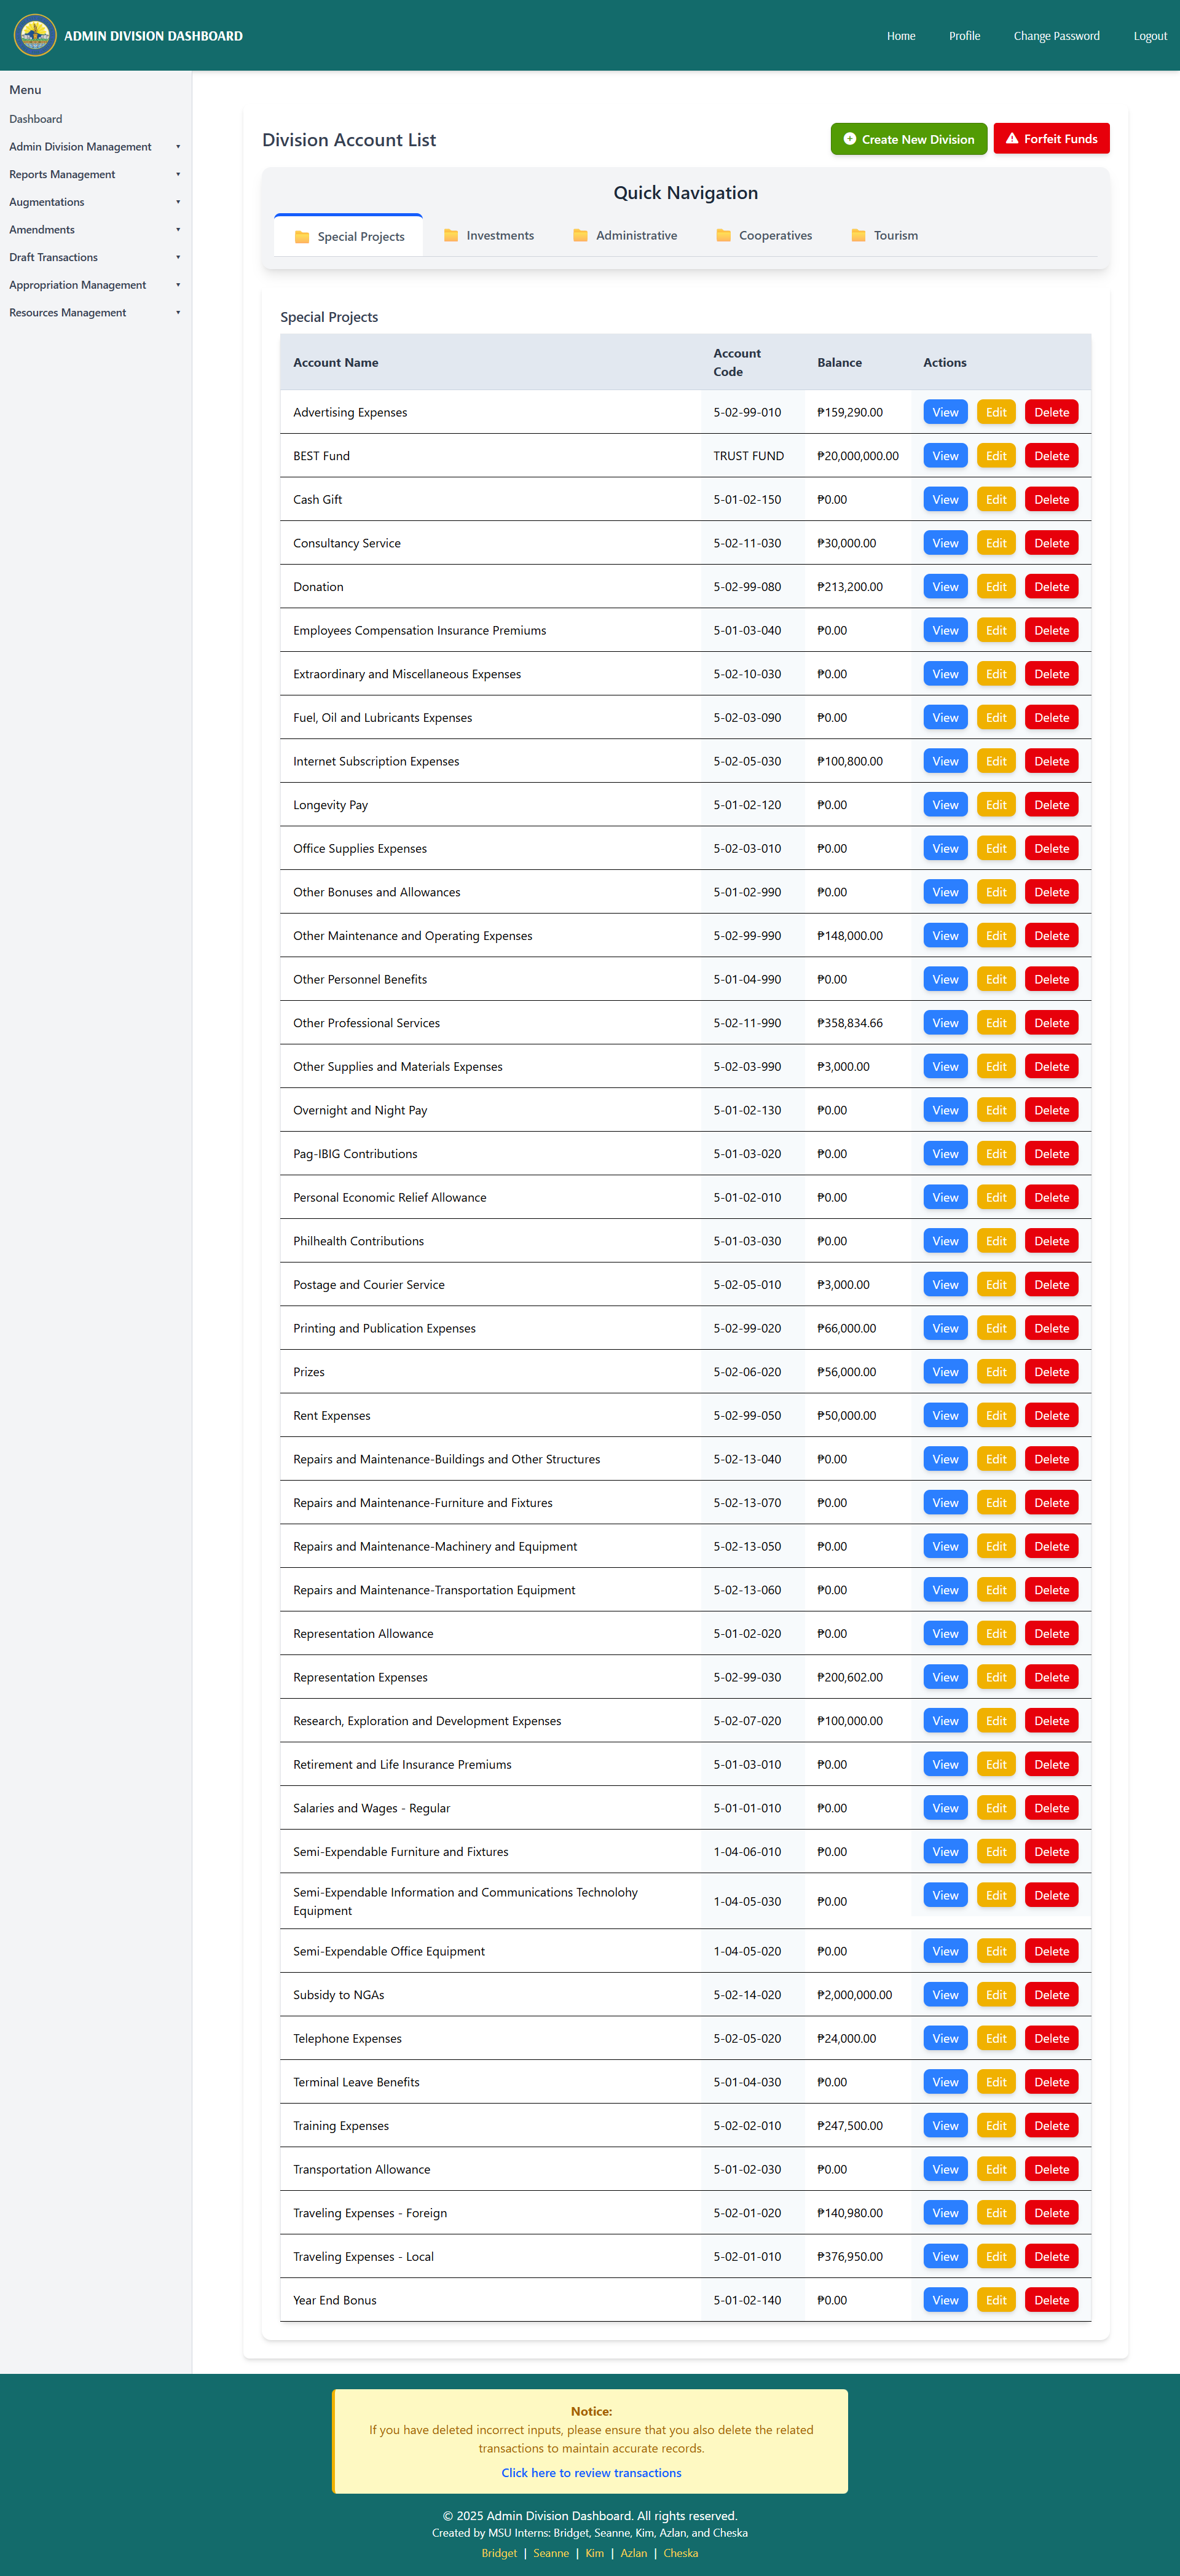 ADMIN DIVISION DASHBOARD
Home Profile Change Password Logout
Menu
Dashboard
Admin Division Management ▾
Reports Management ▾
Augmentations ▾
Amendments ▾
Draft Transactions ▾
Appropriation Management ▾
Resources Management ▾
Division Account List
Create New Division Forfeit Funds
Quick Navigation
Special Projects Investments Administrative Cooperatives Tourism
Special Projects
Account Name Account Code Balance Actions
Advertising Expenses 5-02-99-010 ₱159,290.00 View Edit Delete
BEST Fund TRUST FUND ₱20,000,000.00 View Edit Delete
Cash Gift 5-01-02-150 ₱0.00 View Edit Delete
Consultancy Service 5-02-11-030 ₱30,000.00 View Edit Delete
Donation 5-02-99-080 ₱213,200.00 View Edit Delete
Employees Compensation Insurance Premiums 5-01-03-040 ₱0.00 View Edit Delete
Extraordinary and Miscellaneous Expenses 5-02-10-030 ₱0.00 View Edit Delete
Fuel, Oil and Lubricants Expenses 5-02-03-090 ₱0.00 View Edit Delete
Internet Subscription Expenses 5-02-05-030 ₱100,800.00 View Edit Delete
Longevity Pay 5-01-02-120 ₱0.00 View Edit Delete
Office Supplies Expenses 5-02-03-010 ₱0.00 View Edit Delete
Other Bonuses and Allowances 5-01-02-990 ₱0.00 View Edit Delete
Other Maintenance and Operating Expenses 5-02-99-990 ₱148,000.00 View Edit Delete
Other Personnel Benefits 5-01-04-990 ₱0.00 View Edit Delete
Other Professional Services 5-02-11-990 ₱358,834.66 View Edit Delete
Other Supplies and Materials Expenses 5-02-03-990 ₱3,000.00 View Edit Delete
Overnight and Night Pay 5-01-02-130 ₱0.00 View Edit Delete
Pag-IBIG Contributions 5-01-03-020 ₱0.00 View Edit Delete
Personal Economic Relief Allowance 5-01-02-010 ₱0.00 View Edit Delete
Philhealth Contributions 5-01-03-030 ₱0.00 View Edit Delete
Postage and Courier Service 5-02-05-010 ₱3,000.00 View Edit Delete
Printing and Publication Expenses 5-02-99-020 ₱66,000.00 View Edit Delete
Prizes 5-02-06-020 ₱56,000.00 View Edit Delete
Rent Expenses 5-02-99-050 ₱50,000.00 View Edit Delete
Repairs and Maintenance-Buildings and Other Structures 5-02-13-040 ₱0.00 View Edit Delete
Repairs and Maintenance-Furniture and Fixtures 5-02-13-070 ₱0.00 View Edit Delete
Repairs and Maintenance-Machinery and Equipment 5-02-13-050 ₱0.00 View Edit Delete
Repairs and Maintenance-Transportation Equipment 5-02-13-060 ₱0.00 View Edit Delete
Representation Allowance 5-01-02-020 ₱0.00 View Edit Delete
Representation Expenses 5-02-99-030 ₱200,602.00 View Edit Delete
Research, Exploration and Development Expenses 5-02-07-020 ₱100,000.00 View Edit Delete
Retirement and Life Insurance Premiums 5-01-03-010 ₱0.00 View Edit Delete
Salaries and Wages - Regular 5-01-01-010 ₱0.00 View Edit Delete
Semi-Expendable Furniture and Fixtures 1-04-06-010 ₱0.00 View Edit Delete
Semi-Expendable Information and Communications Technolohy
Equipment 1-04-05-030 ₱0.00 View Edit Delete
Semi-Expendable Office Equipment 1-04-05-020 ₱0.00 View Edit Delete
Subsidy to NGAs 5-02-14-020 ₱2,000,000.00 View Edit Delete
Telephone Expenses 5-02-05-020 ₱24,000.00 View Edit Delete
Terminal Leave Benefits 5-01-04-030 ₱0.00 View Edit Delete
Training Expenses 5-02-02-010 ₱247,500.00 View Edit Delete
Transportation Allowance 5-01-02-030 ₱0.00 View Edit Delete
Traveling Expenses - Foreign 5-02-01-020 ₱140,980.00 View Edit Delete
Traveling Expenses - Local 5-02-01-010 ₱376,950.00 View Edit Delete
Year End Bonus 5-01-02-140 ₱0.00 View Edit Delete
Notice:
If you have deleted incorrect inputs, please ensure that you also delete the related
transactions to maintain accurate records.
Click here to review transactions
© 2025 Admin Division Dashboard. All rights reserved.
Created by MSU Interns: Bridget, Seanne, Kim, Azlan, and Cheska
Bridget | Seanne | Kim | Azlan | Cheska